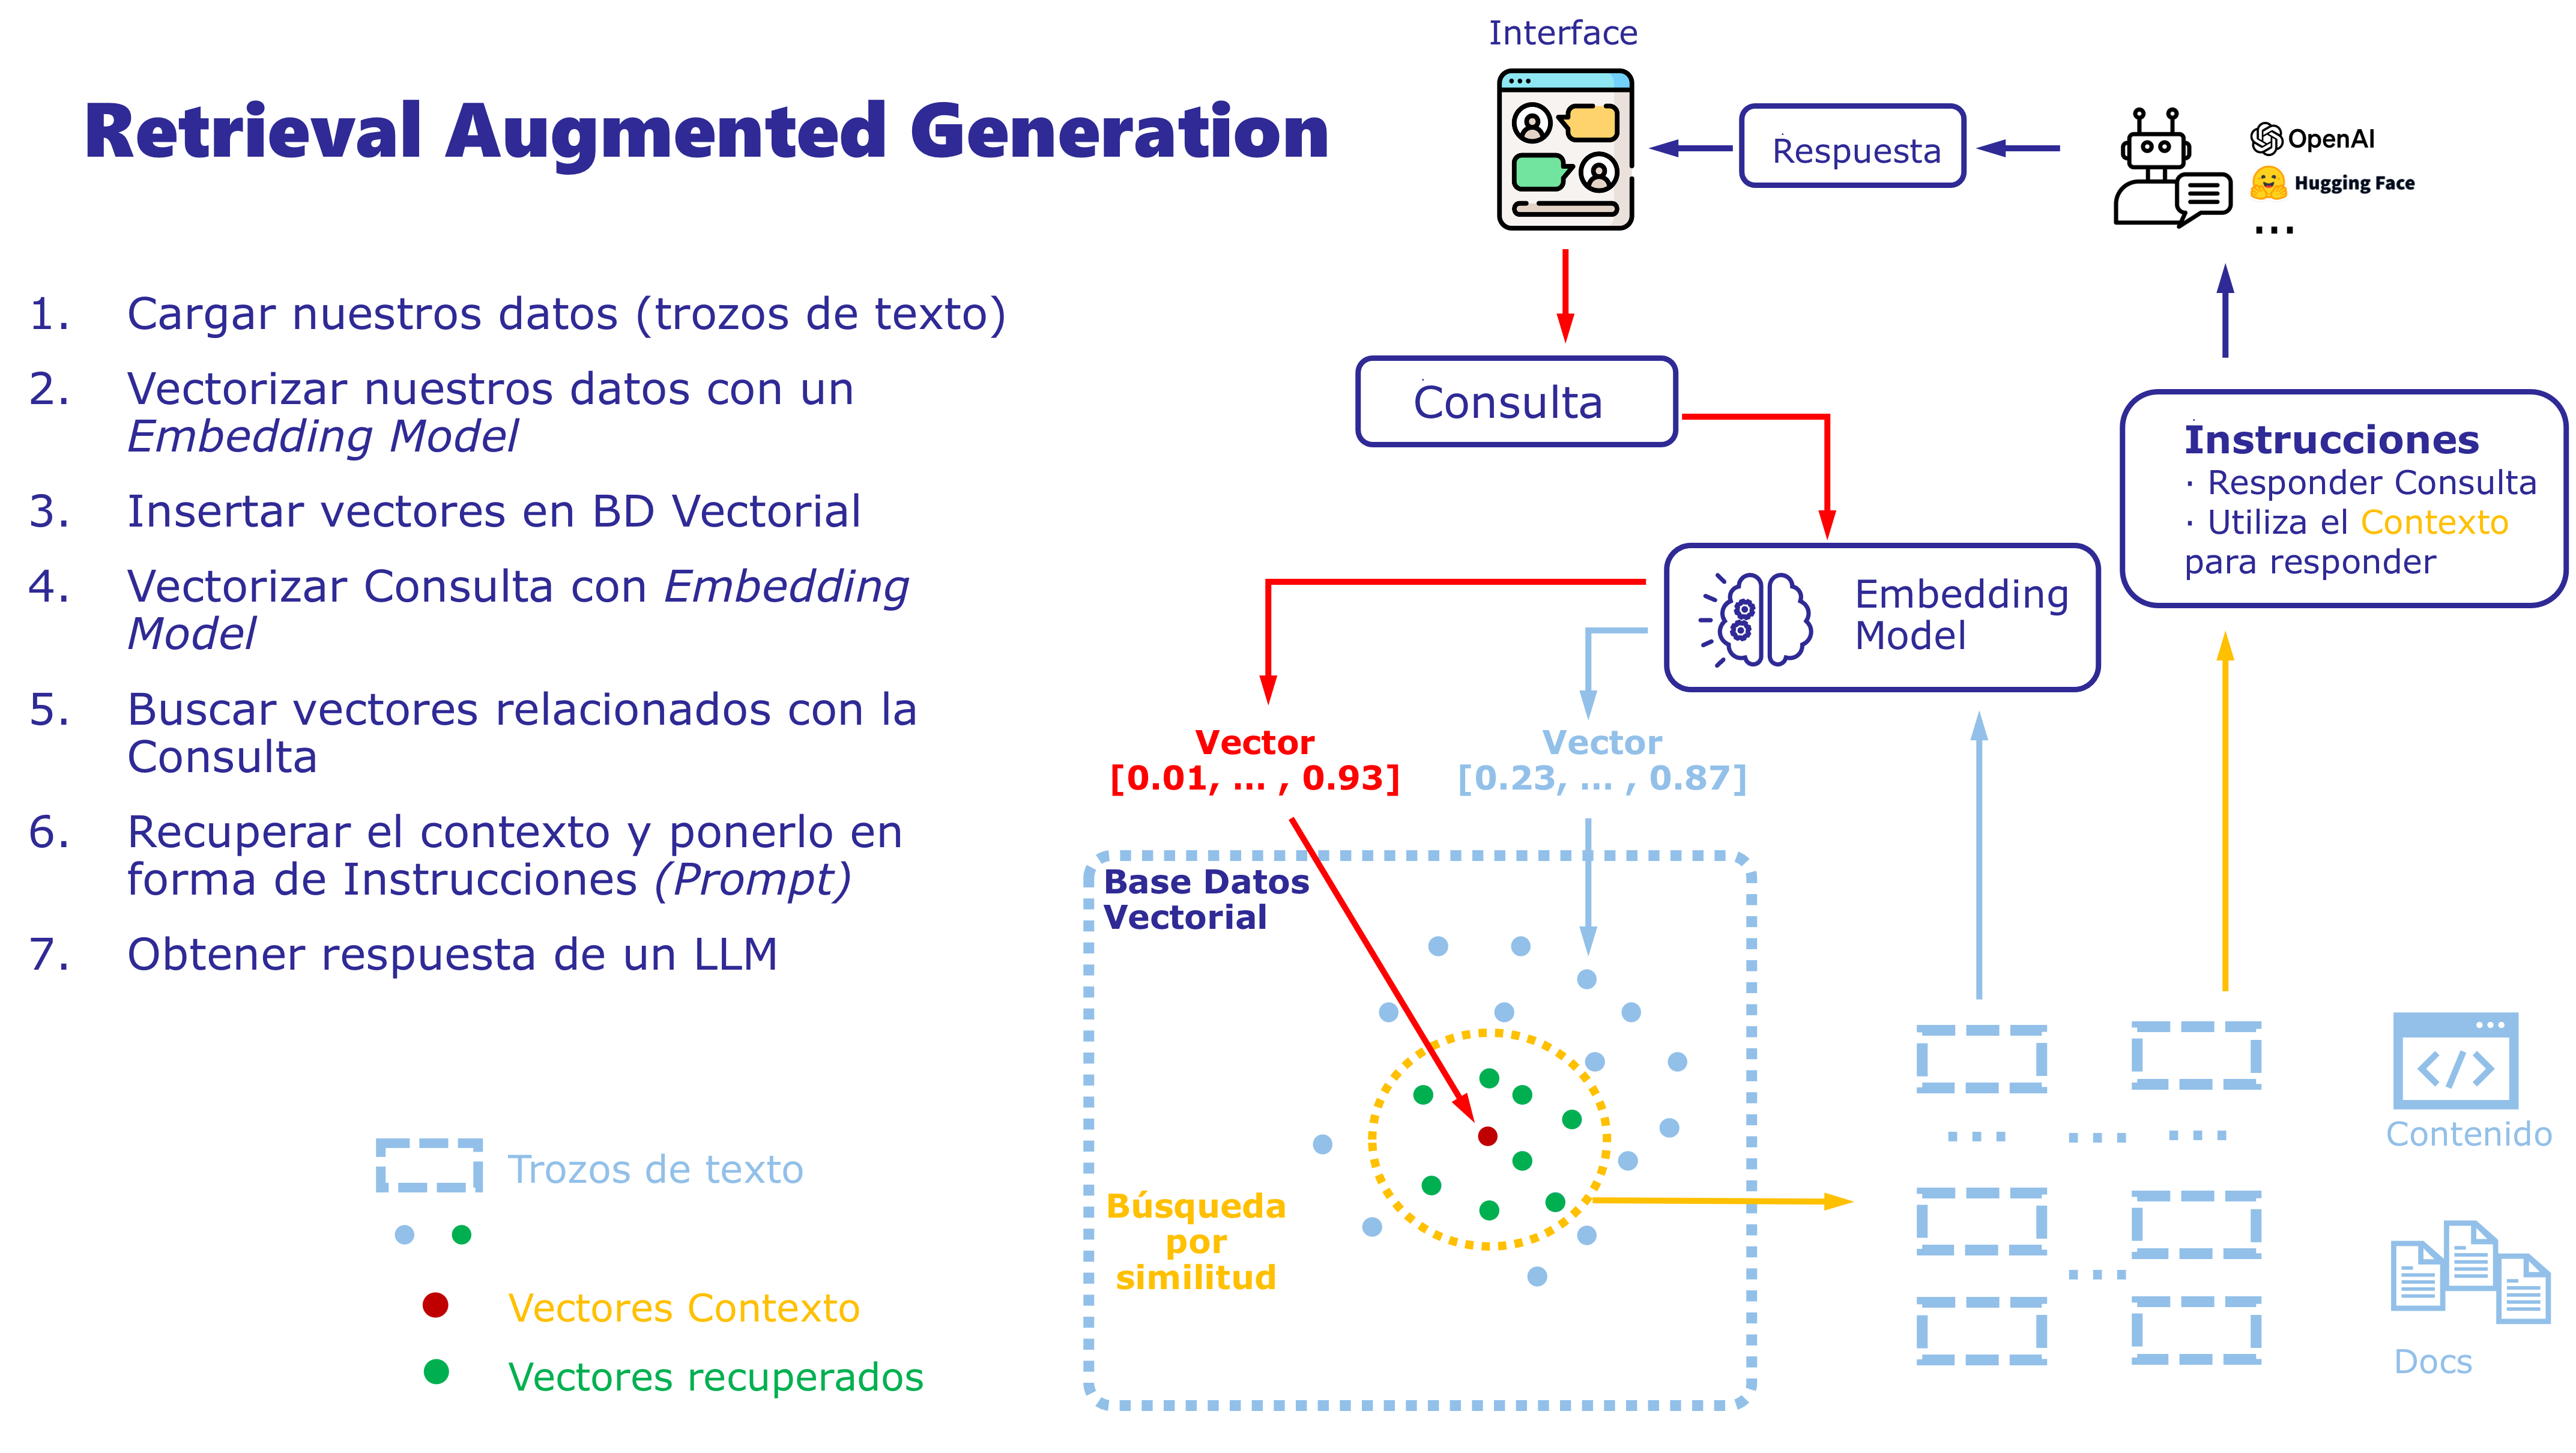 Retrieval Augmented Generation
1. Cargar nuestros datos (trozos de texto)
2. Vectorizar nuestros datos con un
Embedding Model
3. Insertar vectores en BD Vectorial
4. Vectorizar Consulta con Embedding
Model
5. Buscar vectores relacionados con la
Consulta
6. Recuperar el contexto y ponerlo en
forma de Instrucciones (Prompt)
7. Obtener respuesta de un LLM
Trozos de texto
Vectores Contexto
Vectores recuperados
Interface
Respuesta
OpenAI
Hugging Face
...
Consulta
Instrucciones
· Responder Consulta
· Utiliza el Contexto
para responder
Embedding
Model
Vector
[0.01, ... , 0.93]
Vector
[0.23, ... , 0.87]
Base Datos
Vectorial
Búsqueda
por
similitud
</>
Contenido
Docs